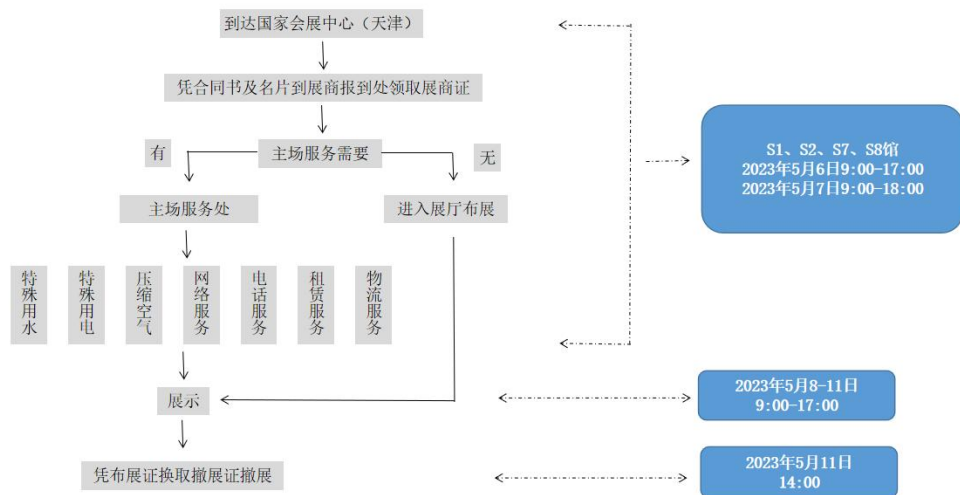 到达国家会展中心（天津）
凭合同书及名片到展商报到处领取展商证
有
主场服务需要
无
S1、S2、S7、S8馆
2023年5月6日9:00-17:00
2023年5月7日9:00-18:00
主场服务处
进入展厅布展
特殊用水
特殊用电
压缩空气
网络服务
电话服务
租赁服务
物流服务
展示
2023年5月8-11日
9:00-17:00
凭布展证换取撤展证撤展
2023年5月11日
14:00